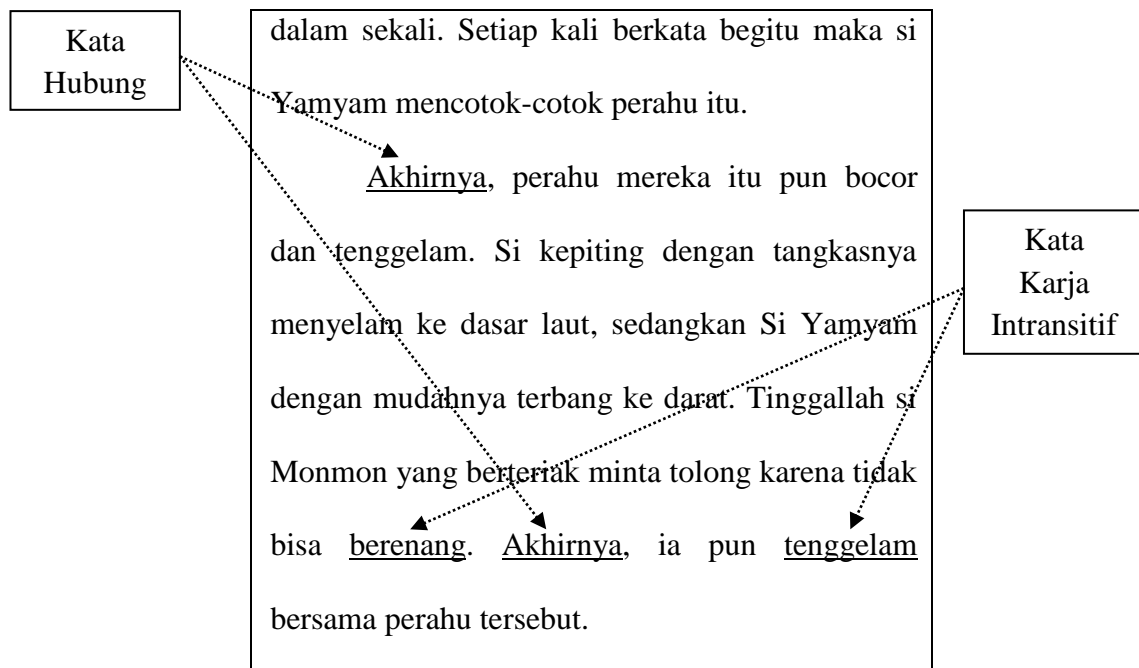 Kata
Hubung
dalam sekali. Setiap kali berkata begitu maka si
Yamyam mencotok-cotok perahu itu.
Akhirnya, perahu mereka itu pun bocor
dan tenggelam. Si kepiting dengan tangkasnya
menyelam ke dasar laut, sedangkan Si Yamyam
dengan mudahnya terbang ke darat. Tinggallah si
Monmon yang berteriak minta tolong karena tidak
bisa berenang. Akhirnya, ia pun tenggelam
bersama perahu tersebut.
Kata
Karja
Intransitif